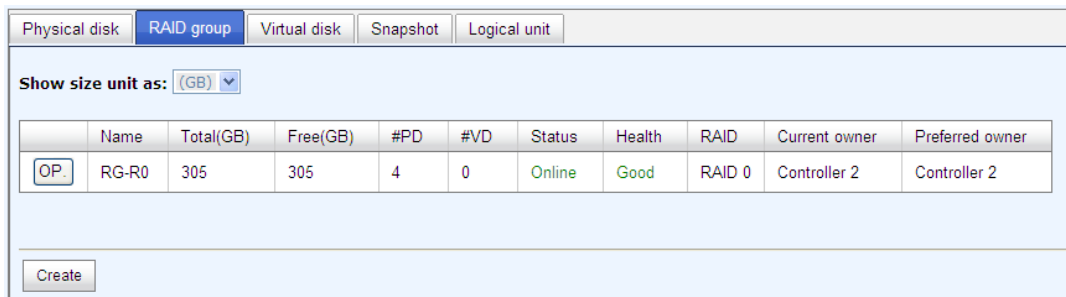 Physical disk RAID group Virtual disk Snapshot Logical unit
Show size unit as: (GB)
Name Total(GB) Free(GB) #PD #VD Status Health RAID Current owner Preferred owner
OP. RG-R0 305 305 4 0 Online Good RAID 0 Controller 2 Controller 2
Create